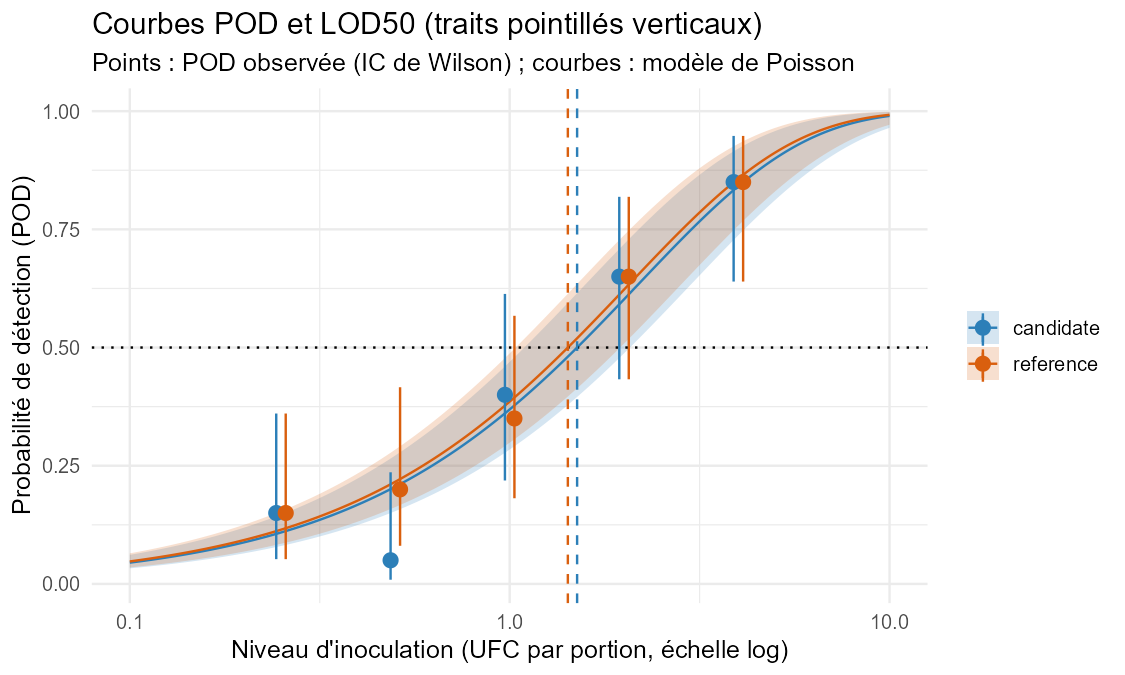 Courbes POD et LOD50 (traits pointillés verticaux)
Points : POD observée (IC de Wilson) ; courbes : modèle de Poisson
Probabilité de détection (POD)
1.00
0.75
0.50
0.25
0.00
0.1
1.0
10.0
Niveau d'inoculation (UFC par portion, échelle log)
candidate
reference